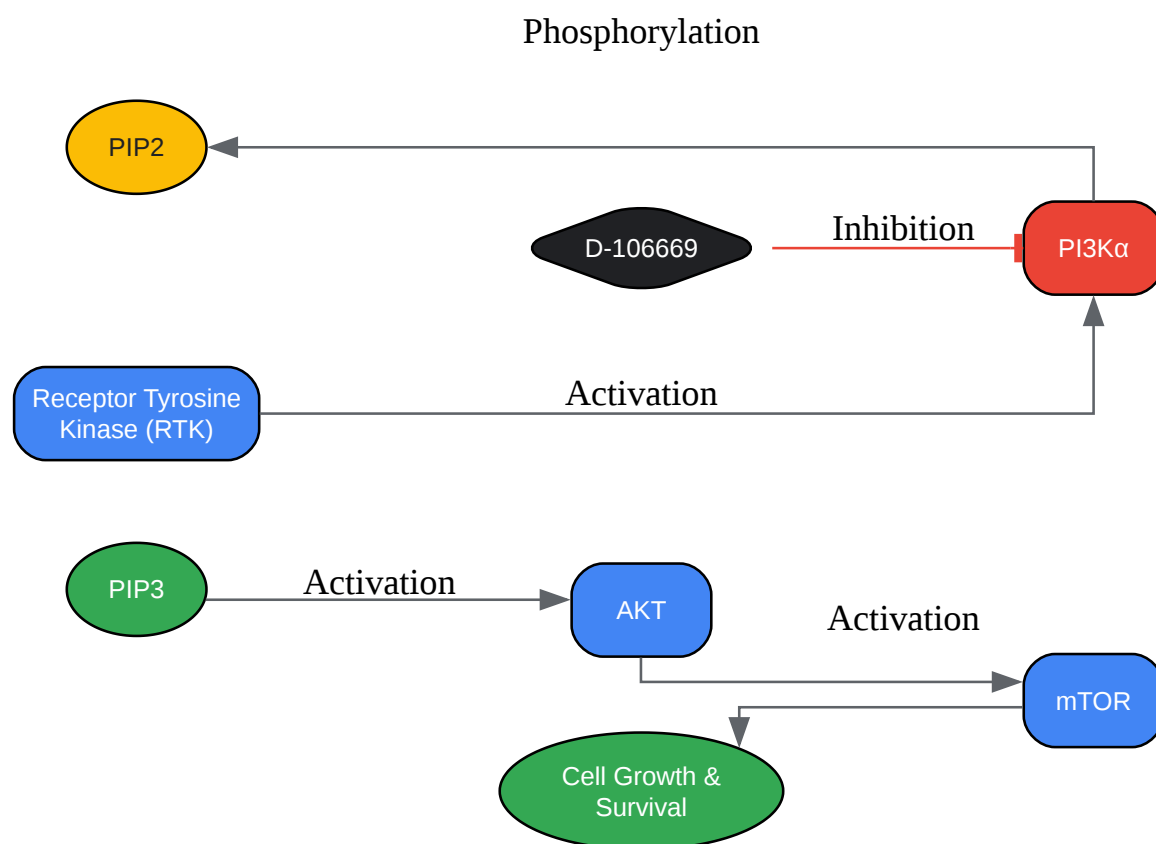 Phosphorylation
PIP2
D-106669
Inhibition
PI3Kα
Receptor Tyrosine
Kinase (RTK)
Activation
PIP3
Activation
AKT
Activation
mTOR
Cell Growth &
Survival